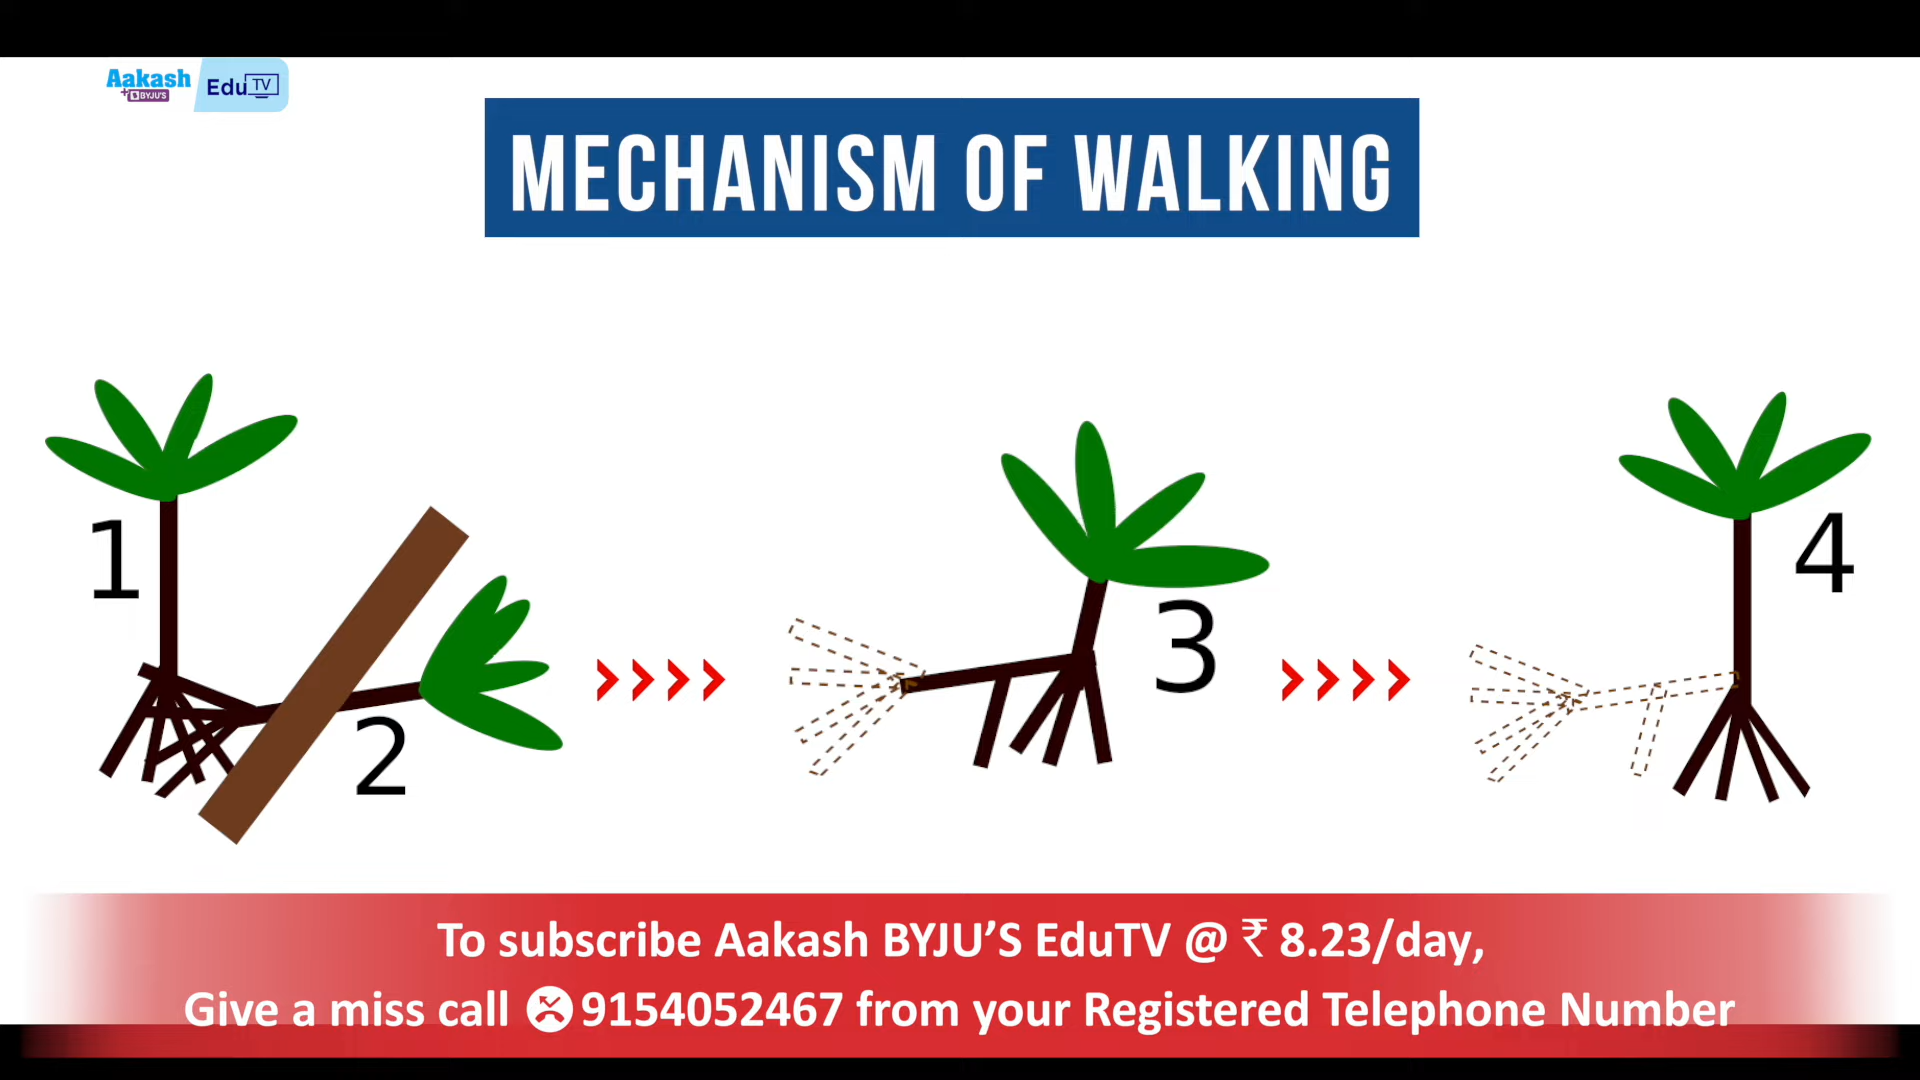 Aakash
+ BYJU'S
Edu TV
MECHANISM OF WALKING
1
2
3
4
To subscribe Aakash BYJU’S EduTV @ ₹ 8.23/day,
Give a miss call 9154052467 from your Registered Telephone Number